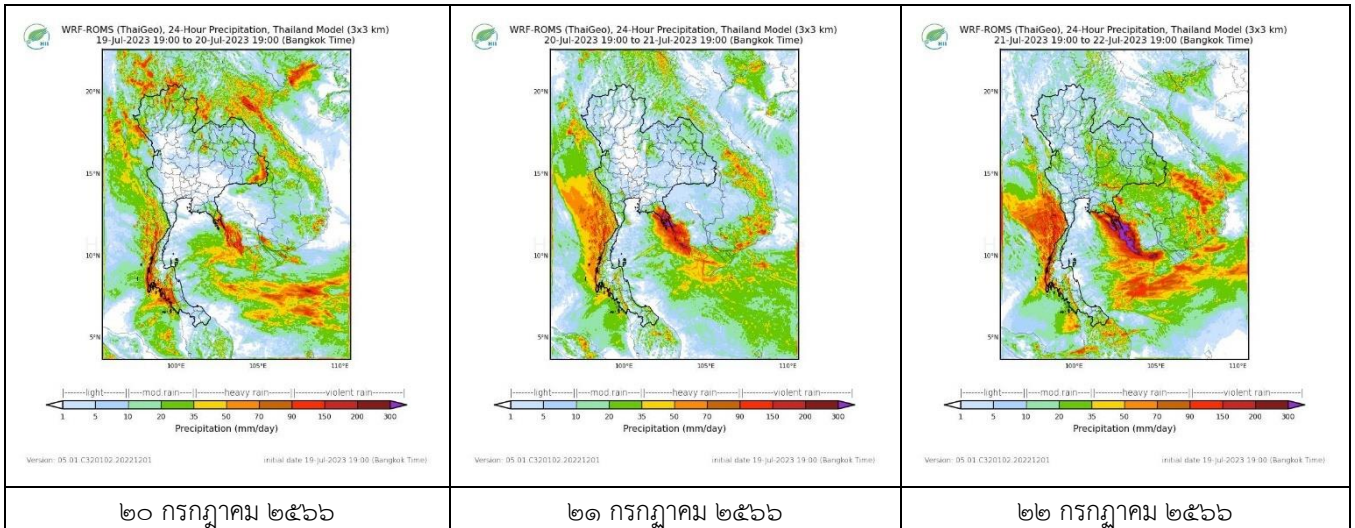 WRF-ROMS (ThaiGeo), 24-Hour Precipitation, Thailand Model (3x3 km)
19-Jul-2023 19:00 to 20-Jul-2023 19:00 (Bangkok Time)
HII
20°N
15°N
10°N
5°N
100°E 105°E 110°E
|-------light--------||----mod rain----||--------heavy rain--------||-------violent rain-------|
1 5 10 20 35 50 70 90 150 200 300
Precipitation (mm/day)
Version: 05.01.C320102.20221201 initial date 19-Jul-2023 19:00 (Bangkok Time)
๒๐ กรกฎาคม ๒๕๖๖
WRF-ROMS (ThaiGeo), 24-Hour Precipitation, Thailand Model (3x3 km)
20-Jul-2023 19:00 to 21-Jul-2023 19:00 (Bangkok Time)
HII
20°N
15°N
10°N
5°N
100°E 105°E 110°E
|-------light--------||----mod rain----||--------heavy rain--------||-------violent rain-------|
1 5 10 20 35 50 70 90 150 200 300
Precipitation (mm/day)
Version: 05.01.C320102.20221201 initial date 19-Jul-2023 19:00 (Bangkok Time)
๒๑ กรกฎาคม ๒๕๖๖
WRF-ROMS (ThaiGeo), 24-Hour Precipitation, Thailand Model (3x3 km)
21-Jul-2023 19:00 to 22-Jul-2023 19:00 (Bangkok Time)
HII
20°N
15°N
10°N
5°N
100°E 105°E 110°E
|-------light--------||----mod rain----||--------heavy rain--------||-------violent rain-------|
1 5 10 20 35 50 70 90 150 200 300
Precipitation (mm/day)
Version: 05.01.C320102.20221201 initial date 19-Jul-2023 19:00 (Bangkok Time)
๒๒ กรกฎาคม ๒๕๖๖